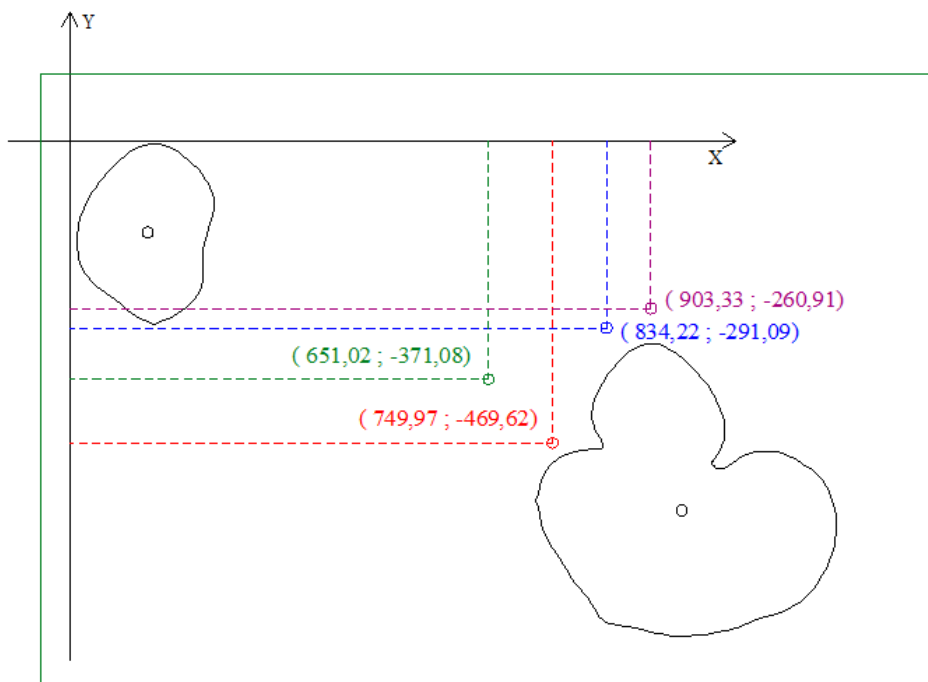 Y
X
( 903,33 ; -260,91)
( 834,22 ; -291,09)
( 651,02 ; -371,08)
( 749,97 ; -469,62)